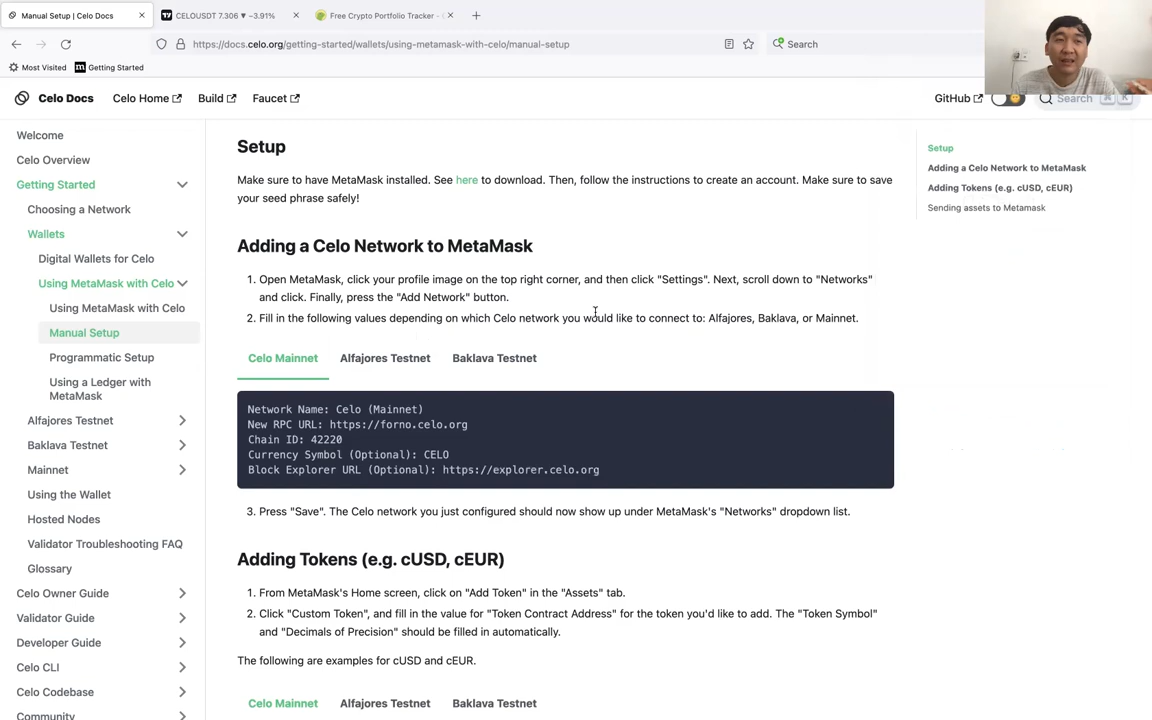 Manual Setup | Celo Docs
CELOUSDT 7.306 ▼ −3.91%
Free Crypto Portfolio Tracker -
https://docs.celo.org/getting-started/wallets/using-metamask-with-celo/manual-setup
Search
Most Visited
Getting Started
Celo Docs
Celo Home
Build
Faucet
GitHub
Search
K
Welcome
Celo Overview
Getting Started
Choosing a Network
Wallets
Digital Wallets for Celo
Using MetaMask with Celo
Using MetaMask with Celo
Manual Setup
Programmatic Setup
Using a Ledger with
MetaMask
Alfajores Testnet
Baklava Testnet
Mainnet
Using the Wallet
Hosted Nodes
Validator Troubleshooting FAQ
Glossary
Celo Owner Guide
Validator Guide
Developer Guide
Celo CLI
Celo Codebase
Community
Setup
Make sure to have MetaMask installed. See here to download. Then, follow the instructions to create an account. Make sure to save
your seed phrase safely!
Adding a Celo Network to MetaMask
1. Open MetaMask, click your profile image on the top right corner, and then click "Settings". Next, scroll down to "Networks"
and click. Finally, press the "Add Network" button.
2. Fill in the following values depending on which Celo network you would like to connect to: Alfajores, Baklava, or Mainnet.
Celo Mainnet
Alfajores Testnet
Baklava Testnet
Network Name: Celo (Mainnet)
New RPC URL: https://forno.celo.org
Chain ID: 42220
Currency Symbol (Optional): CELO
Block Explorer URL (Optional): https://explorer.celo.org
3. Press "Save". The Celo network you just configured should now show up under MetaMask's "Networks" dropdown list.
Adding Tokens (e.g. cUSD, cEUR)
1. From MetaMask's Home screen, click on "Add Token" in the "Assets" tab.
2. Click "Custom Token", and fill in the value for "Token Contract Address" for the token you'd like to add. The "Token Symbol"
and "Decimals of Precision" should be filled in automatically.
The following are examples for cUSD and cEUR.
Celo Mainnet
Alfajores Testnet
Baklava Testnet
Setup
Adding a Celo Network to MetaMask
Adding Tokens (e.g. cUSD, cEUR)
Sending assets to Metamask